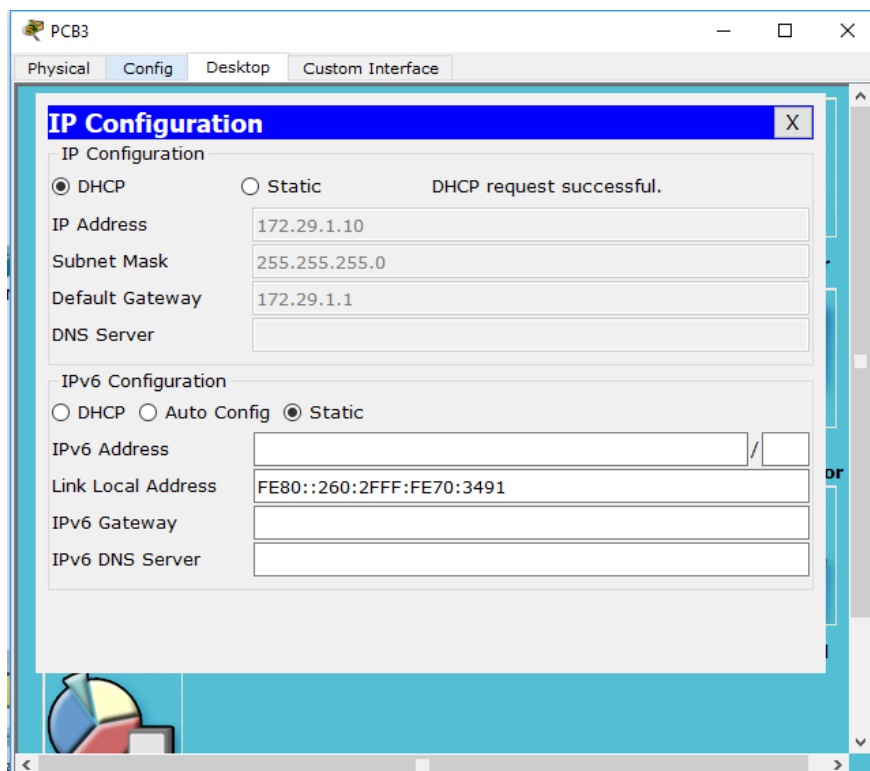 PCB3
Physical Config Desktop Custom Interface
IP Configuration X
IP Configuration
DHCP Static DHCP request successful.
IP Address 172.29.1.10
Subnet Mask 255.255.255.0
Default Gateway 172.29.1.1
DNS Server
IPv6 Configuration
DHCP Auto Config Static
IPv6 Address /
Link Local Address FE80::260:2FFF:FE70:3491
IPv6 Gateway
IPv6 DNS Server